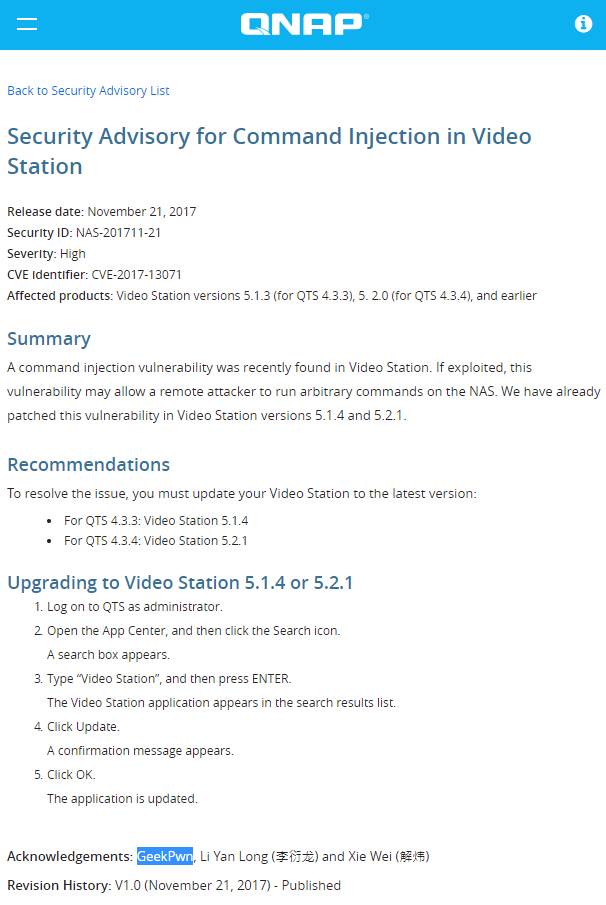 QNAP®
Back to Security Advisory List
Security Advisory for Command Injection in Video
Station
Release date: November 21, 2017
Security ID: NAS-201711-21
Severity: High
CVE identifier: CVE-2017-13071
Affected products: Video Station versions 5.1.3 (for QTS 4.3.3), 5. 2.0 (for QTS 4.3.4), and earlier
Summary
A command injection vulnerability was recently found in Video Station. If exploited, this
vulnerability may allow a remote attacker to run arbitrary commands on the NAS. We have already
patched this vulnerability in Video Station versions 5.1.4 and 5.2.1.
Recommendations
To resolve the issue, you must update your Video Station to the latest version:
• For QTS 4.3.3: Video Station 5.1.4
• For QTS 4.3.4: Video Station 5.2.1
Upgrading to Video Station 5.1.4 or 5.2.1
1. Log on to QTS as administrator.
2. Open the App Center, and then click the Search icon.
A search box appears.
3. Type “Video Station”, and then press ENTER.
The Video Station application appears in the search results list.
4. Click Update.
A confirmation message appears.
5. Click OK.
The application is updated.
Acknowledgements: GeekPwn, Li Yan Long (李衍龙) and Xie Wei (解炜)
Revision History: V1.0 (November 21, 2017) - Published